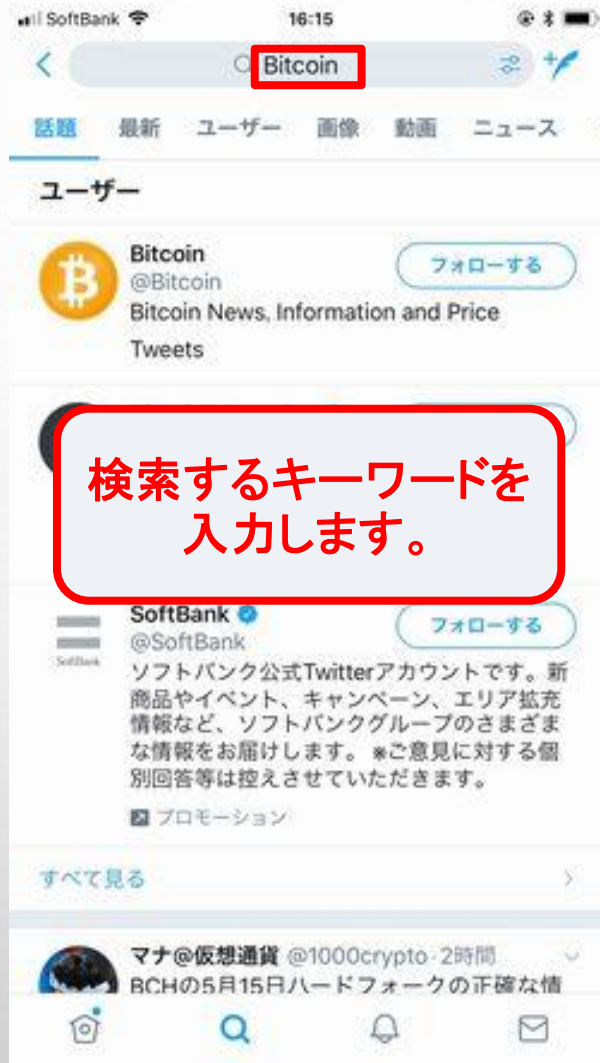 SoftBank 16:15
Bitcoin
話題 最新 ユーザー 画像 動画 ニュース
ユーザー
Bitcoin
@Bitcoin
フォローする
Bitcoin News, Information and Price
Tweets
検索するキーワードを
入力します。
SoftBank
@SoftBank
フォローする
SoftBank
ソフトバンク公式Twitterアカウントです。新
商品やイベント、キャンペーン、エリア拡充
情報など、ソフトバンクグループのさまざま
な情報をお届けします。 ※ご意見に対する個
別回答等は控えさせていただきます。
プロモーション
すべて見る
マナ@仮想通貨 @1000crypto·2時間
BCHの5月15日ハードフォークの正確な情